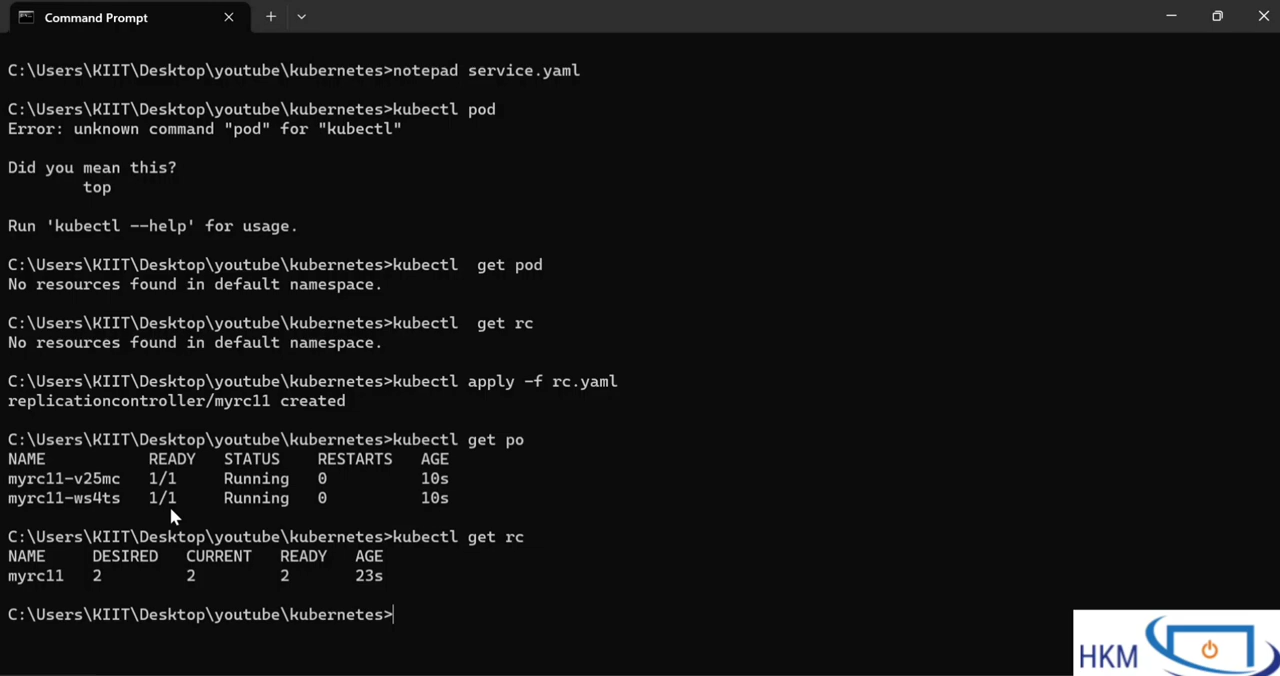 Command Prompt
C:\Users\KIIT\Desktop\youtube\kubernetes>notepad service.yaml
C:\Users\KIIT\Desktop\youtube\kubernetes>kubectl pod
Error: unknown command "pod" for "kubectl"
Did you mean this?
        top
Run 'kubectl --help' for usage.
C:\Users\KIIT\Desktop\youtube\kubernetes>kubectl  get pod
No resources found in default namespace.
C:\Users\KIIT\Desktop\youtube\kubernetes>kubectl  get rc
No resources found in default namespace.
C:\Users\KIIT\Desktop\youtube\kubernetes>kubectl apply -f rc.yaml
replicationcontroller/myrc11 created
C:\Users\KIIT\Desktop\youtube\kubernetes>kubectl get po
NAME           READY   STATUS    RESTARTS   AGE
myrc11-v25mc   1/1     Running   0          10s
myrc11-ws4ts   1/1     Running   0          10s
C:\Users\KIIT\Desktop\youtube\kubernetes>kubectl get rc
NAME     DESIRED   CURRENT   READY   AGE
myrc11   2         2         2       23s
C:\Users\KIIT\Desktop\youtube\kubernetes>
HKM